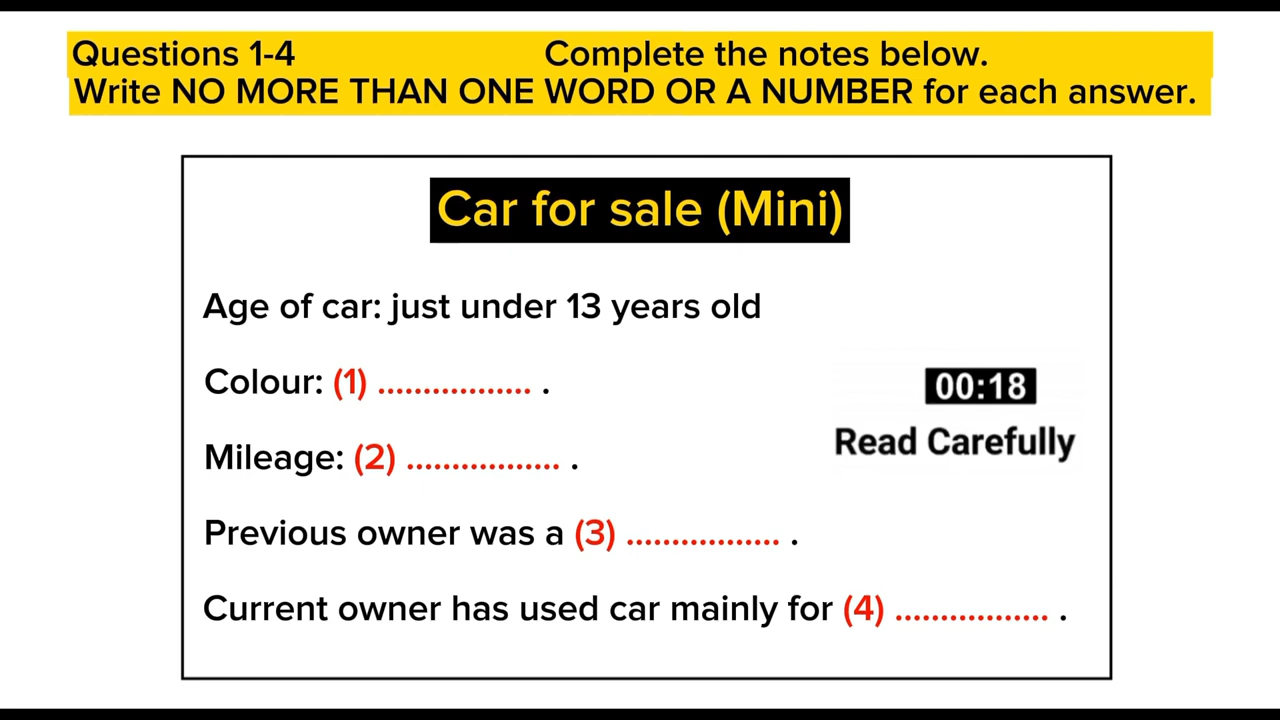 Questions 1-4 Complete the notes below.
Write NO MORE THAN ONE WORD OR A NUMBER for each answer.
Car for sale (Mini)
Age of car: just under 13 years old
Colour: (1) ................. .
00:18
Mileage: (2) ................. .
Read Carefully
Previous owner was a (3) ................. .
Current owner has used car mainly for (4) ................. .